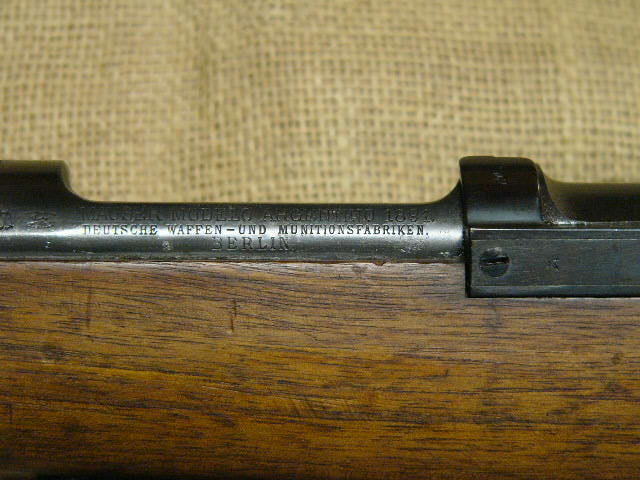 MAUSER MODELO ARGENTINO 1891.
DEUTSCHE WAFFEN-UND MUNITIONSFABRIKEN.
BERLIN.
K